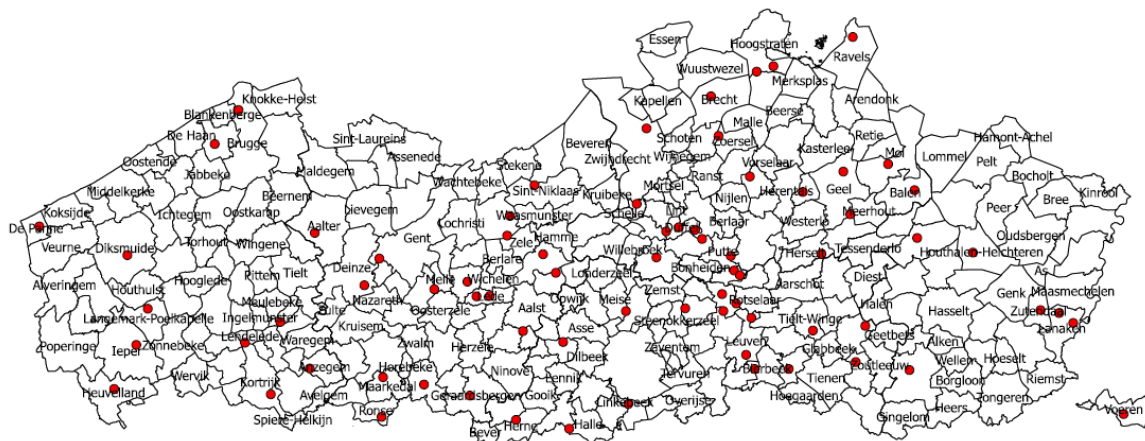 Essen
Hoogstraten
Ravels
Wuustwezel
Merksplas
Knokke-Heist
Kapellen
Brecht
Beerse
Arendonk
Blankenberge
De Haan
Brugge
Sint-Laureins
Beveren
Schoten
Malle
Zoersel
Retie
Hamont-Achel
Oostende
Jabbeke
Assenede
Stekene
Zwijndrecht
Wijnegem
Kasterlee
Mol
Lommel
Pelt
Maldegem
Vorselaar
Ranst
Bocholt
Middelkerke
Beernem
Wachtebeke
Sint-Niklaas
Kruibeke
Mortsel
Herentals
Geel
Balen
Kinrooi
Nijlen
Bree
Koksijde
Ichtegem
Oostkamp
Lievegem
Waasmunster
Schelle
Lint
Meerhout
Peer
De Panne
Aalter
Lochristi
Berlaar
Westerlo
Duffel
Veurne
Diksmuide
Torhout
Wingene
Gent
Zele
Hamme
Willebroek
Putte
Herselt
Tessenderlo
Oudsbergen
Houthalen-Helchteren
Deinze
Berlare
Bonheiden
Tielt
Pittem
Londerzeel
Diest
As
Alveringem
Houthulst
Hooglede
Melle
Wichelen
Zemst
Aarschot
Genk
Maasmechelen
Meulebeke
Nazareth
Lede
Opwijk
Meise
Rotselaar
Halen
Langemark-Poelkapelle
Ingelmunster
Zulte
Oosterzele
Aalst
Steenokkerzeel
Tielt-Winge
Hasselt
Zutendaal
Lanaken
Kruisem
Asse
Geetbets
Poperinge
Ieper
Zonnebeke
Lendelede
Waregem
Zwalm
Herzele
Leuven
Alken
Zaventem
Glabbeek
Dilbeek
Hoeselt
Wellen
Wervik
Anzegem
Horebeke
Ninove
Zoutleeuw
Lennik
Tervuren
Bierbeek
Tienen
Borgloon
Riemst
Heuvelland
Kortrijk
Maarkedal
Avelgem
Geraardsbergen
Gooik
Linkebeek
Overijse
Hoegaarden
Tongeren
Heers
Voeren
Spiere-Helkijn
Ronse
Bever
Herne
Halle
Gingelom